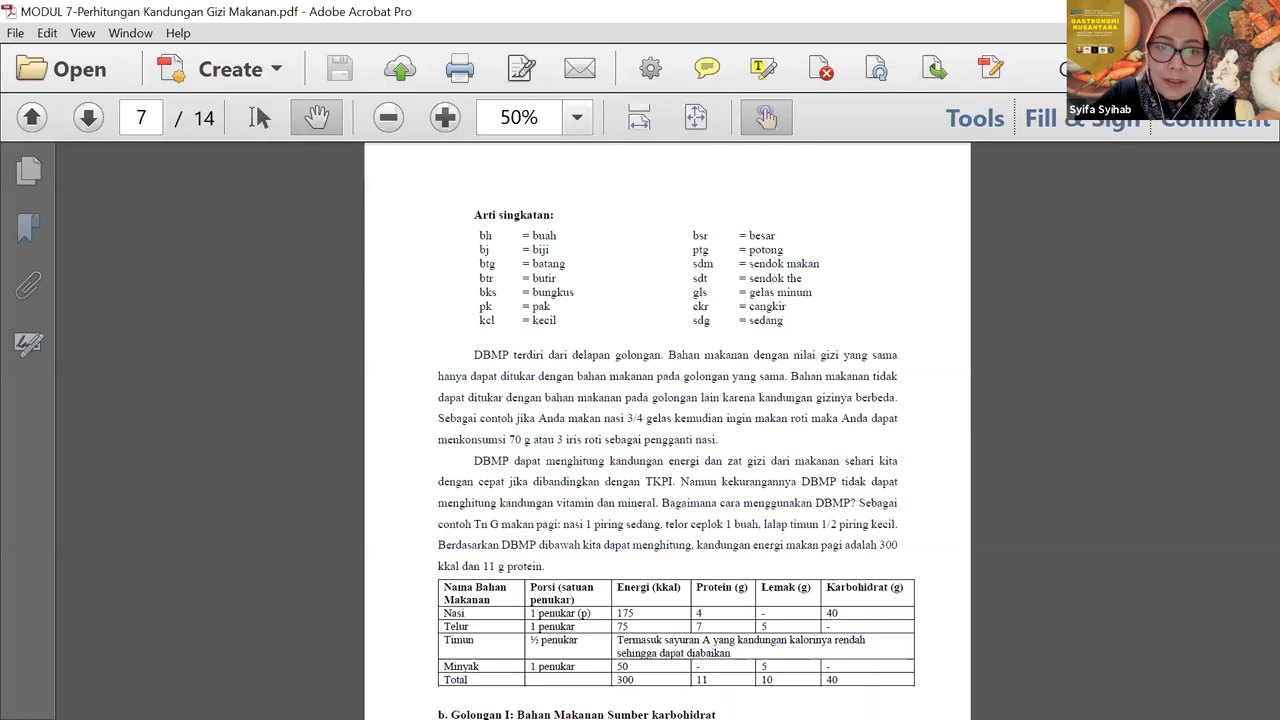 MODUL 7-Perhitungan Kandungan Gizi Makanan.pdf - Adobe Acrobat Pro
File Edit View Window Help
Open Create
7 / 14 50% Tools Fill & Sign Comment
GASTRONOMI
NUSANTARA
Syifa Syihab
Arti singkatan:
bh = buah bsr = besar
bj = biji ptg = potong
btg = batang sdm = sendok makan
btr = butir sdt = sendok the
bks = bungkus gls = gelas minum
pk = pak ckr = cangkir
kcl = kecil sdg = sedang
DBMP terdiri dari delapan golongan. Bahan makanan dengan nilai gizi yang sama
hanya dapat ditukar dengan bahan makanan pada golongan yang sama. Bahan makanan tidak
dapat ditukar dengan bahan makanan pada golongan lain karena kandungan gizinya berbeda.
Sebagai contoh jika Anda makan nasi 3/4 gelas kemudian ingin makan roti maka Anda dapat
menkonsumsi 70 g atau 3 iris roti sebagai pengganti nasi.
DBMP dapat menghitung kandungan energi dan zat gizi dari makanan sehari kita
dengan cepat jika dibandingkan dengan TKPI. Namun kekurangannya DBMP tidak dapat
menghitung kandungan vitamin dan mineral. Bagaimana cara menggunakan DBMP? Sebagai
contoh Tn G makan pagi: nasi 1 piring sedang, telor ceplok 1 buah, lalap timun 1/2 piring kecil.
Berdasarkan DBMP dibawah kita dapat menghitung, kandungan energi makan pagi adalah 300
kkal dan 11 g protein.
Nama Bahan Porsi (satuan Energi (kkal) Protein (g) Lemak (g) Karbohidrat (g)
Makanan penukar)
Nasi 1 penukar (p) 175 4 - 40
Telur 1 penukar 75 7 5 -
Timun ½ penukar Termasuk sayuran A yang kandungan kalorinya rendah
sehingga dapat diabaikan
Minyak 1 penukar 50 - 5 -
Total 300 11 10 40
b. Golongan I: Bahan Makanan Sumber karbohidrat